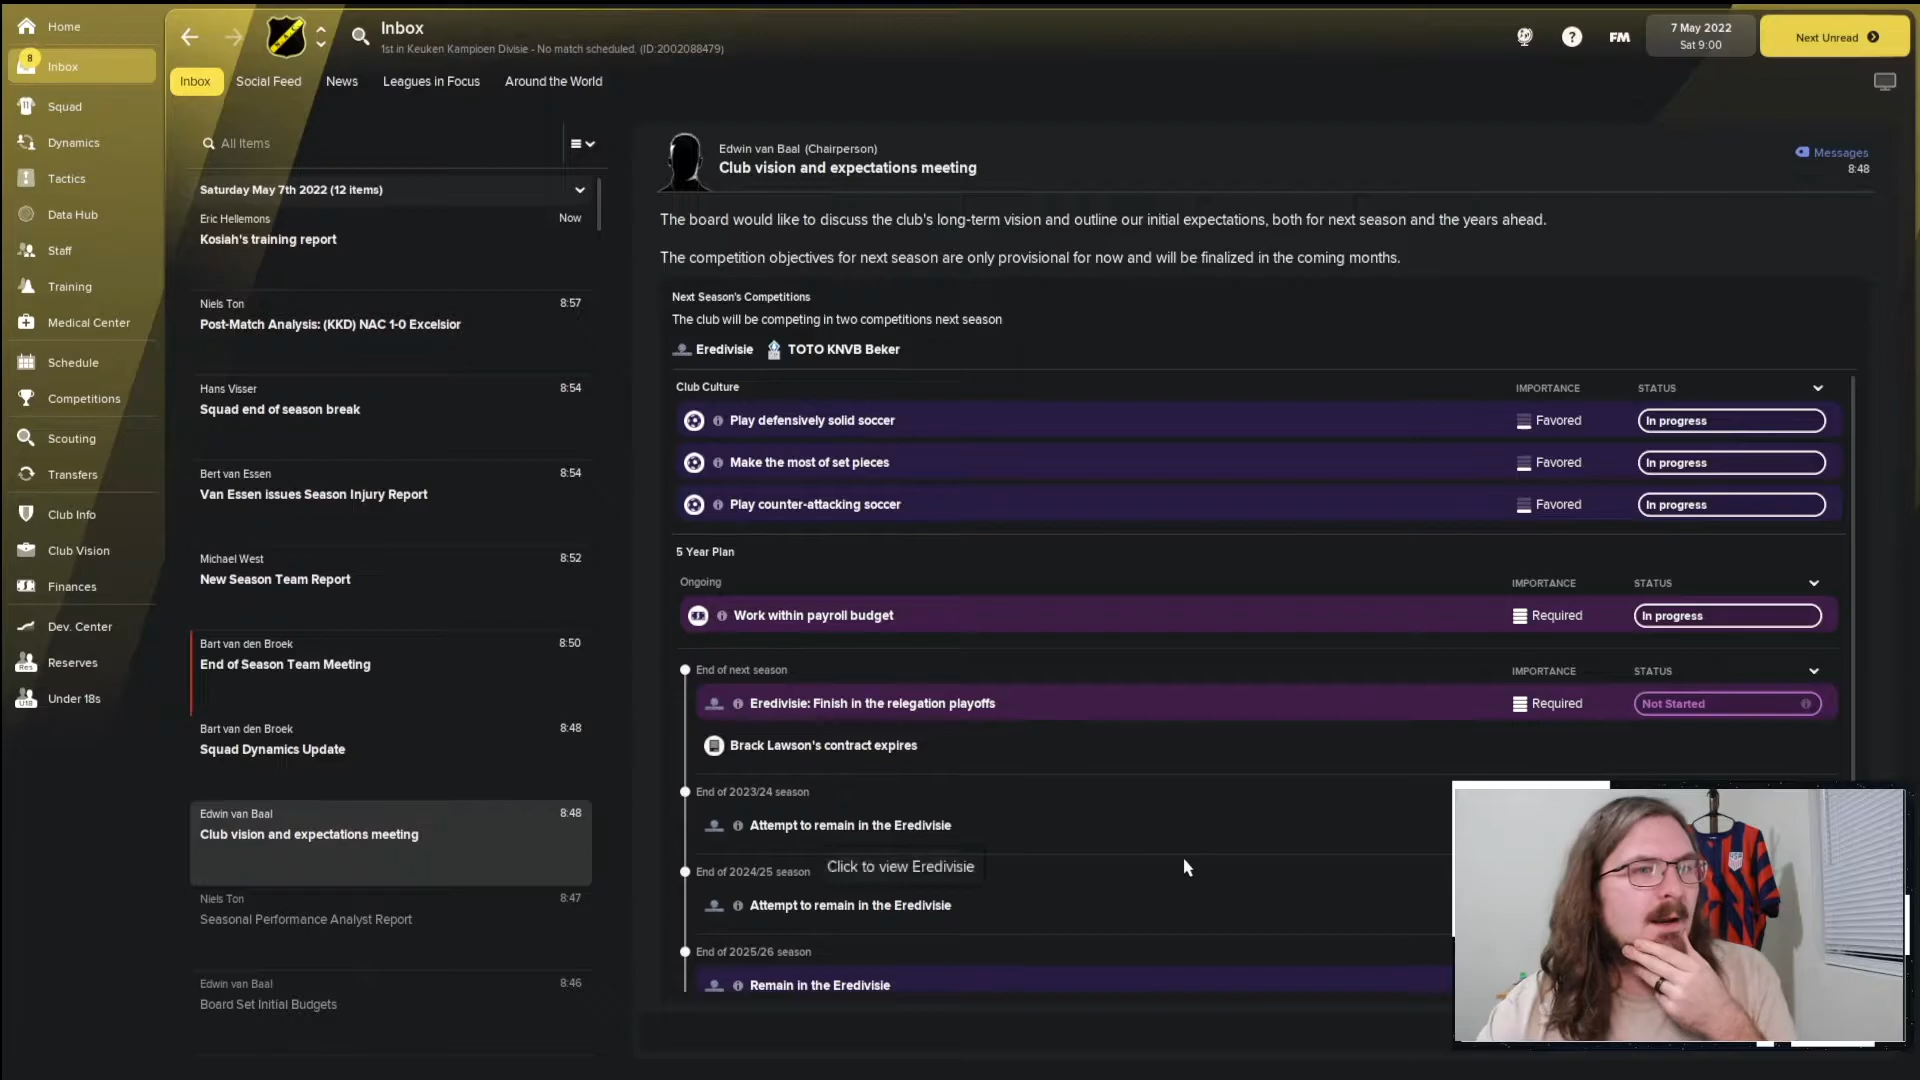 Home
8
Inbox
Squad
Dynamics
Tactics
Data Hub
Staff
Training
Medical Center
Schedule
Competitions
Scouting
Transfers
Club Info
Club Vision
Finances
Dev. Center
Res
Reserves
U18
Under 18s
Inbox
1st in Keuken Kampioen Divisie - No match scheduled. (ID:2002088479)
?
FM
7 May 2022
Sat 9:00
Next Unread
Inbox
Social Feed
News
Leagues in Focus
Around the World
All Items
Saturday May 7th 2022 (12 items)
Eric Hellemons
Now
Kosiah's training report
Niels Ton
8:57
Post-Match Analysis: (KKD) NAC 1-0 Excelsior
Hans Visser
8:54
Squad end of season break
Bert van Essen
8:54
Van Essen issues Season Injury Report
Michael West
8:52
New Season Team Report
Bart van den Broek
8:50
End of Season Team Meeting
Bart van den Broek
8:48
Squad Dynamics Update
Edwin van Baal
8:48
Club vision and expectations meeting
Niels Ton
8:47
Seasonal Performance Analyst Report
Edwin van Baal
8:46
Board Set Initial Budgets
Edwin van Baal (Chairperson)
Club vision and expectations meeting
Messages
8:48
The board would like to discuss the club's long-term vision and outline our initial expectations, both for next season and the years ahead.
The competition objectives for next season are only provisional for now and will be finalized in the coming months.
Next Season's Competitions
The club will be competing in two competitions next season
Eredivisie
TOTO KNVB Beker
Club Culture
IMPORTANCE
STATUS
Play defensively solid soccer
Favored
In progress
Make the most of set pieces
Favored
In progress
Play counter-attacking soccer
Favored
In progress
5 Year Plan
Ongoing
IMPORTANCE
STATUS
Work within payroll budget
Required
In progress
End of next season
IMPORTANCE
STATUS
Eredivisie: Finish in the relegation playoffs
Required
Not Started
Brack Lawson's contract expires
End of 2023/24 season
Attempt to remain in the Eredivisie
End of 2024/25 season
Click to view Eredivisie
Attempt to remain in the Eredivisie
End of 2025/26 season
Remain in the Eredivisie